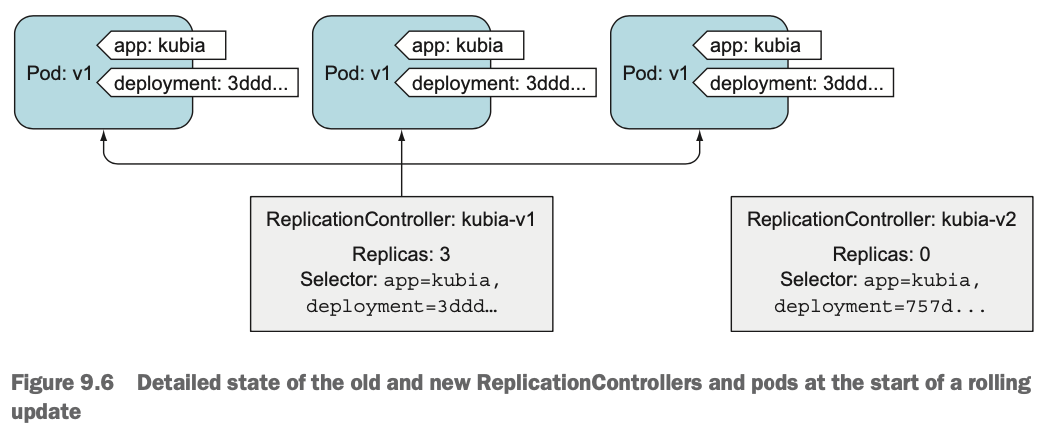 app: kubia
Pod: v1
deployment: 3ddd...
app: kubia
Pod: v1
deployment: 3ddd...
app: kubia
Pod: v1
deployment: 3ddd...
ReplicationController: kubia-v1
Replicas: 3
Selector: app=kubia,
deployment=3ddd…
ReplicationController: kubia-v2
Replicas: 0
Selector: app=kubia,
deployment=757d...
Figure 9.6 Detailed state of the old and new ReplicationControllers and pods at the start of a rolling
update